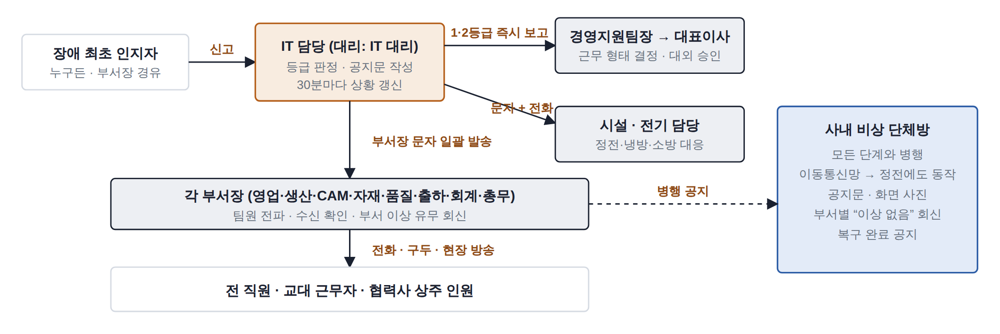 장애 최초 인지자
누구든 · 부서장 경유
신고
IT 담당 (대리: IT 대리)
등급 판정 · 공지문 작성
30분마다 상황 갱신
1·2등급 즉시 보고
경영지원팀장 → 대표이사
근무 형태 결정 · 대외 승인
문자 + 전화
시설 · 전기 담당
정전·냉방·소방 대응
부서장 문자 일괄 발송
각 부서장 (영업·생산·CAM·자재·품질·출하·회계·총무)
팀원 전파 · 수신 확인 · 부서 이상 유무 회신
병행 공지
사내 비상 단체방
모든 단계와 병행
이동통신망 → 정전에도 동작
공지문 · 화면 사진
부서별 “이상 없음” 회신
복구 완료 공지
전화 · 구두 · 현장 방송
전 직원 · 교대 근무자 · 협력사 상주 인원